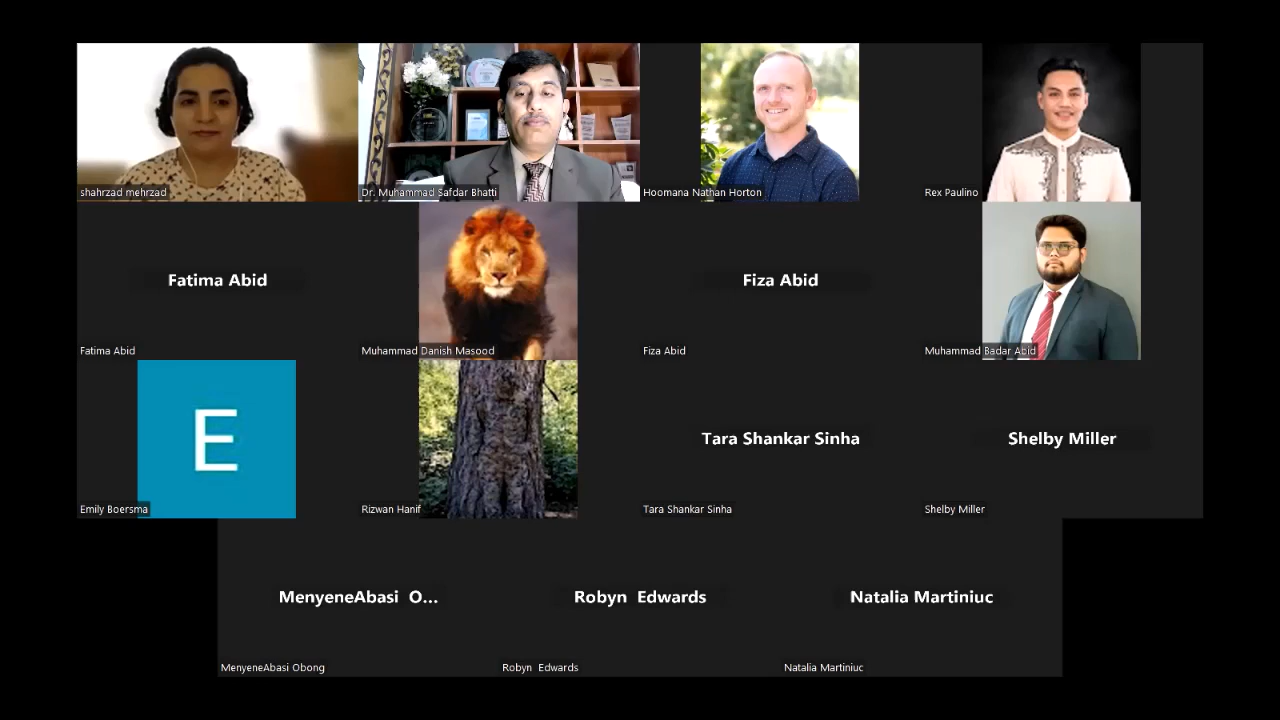 shahrzad mehrzad
Dr. Muhammad Safdar Bhatti
Hoomana Nathan Horton
Rex Paulino
Fatima Abid
Fatima Abid
Muhammad Danish Masood
Fiza Abid
Fiza Abid
Muhammad Badar Abid
E
Emily Boersma
Rizwan Hanif
Tara Shankar Sinha
Tara Shankar Sinha
Shelby Miller
Shelby Miller
MenyeneAbasi O...
MenyeneAbasi Obong
Robyn Edwards
Robyn Edwards
Natalia Martiniuc
Natalia Martiniuc